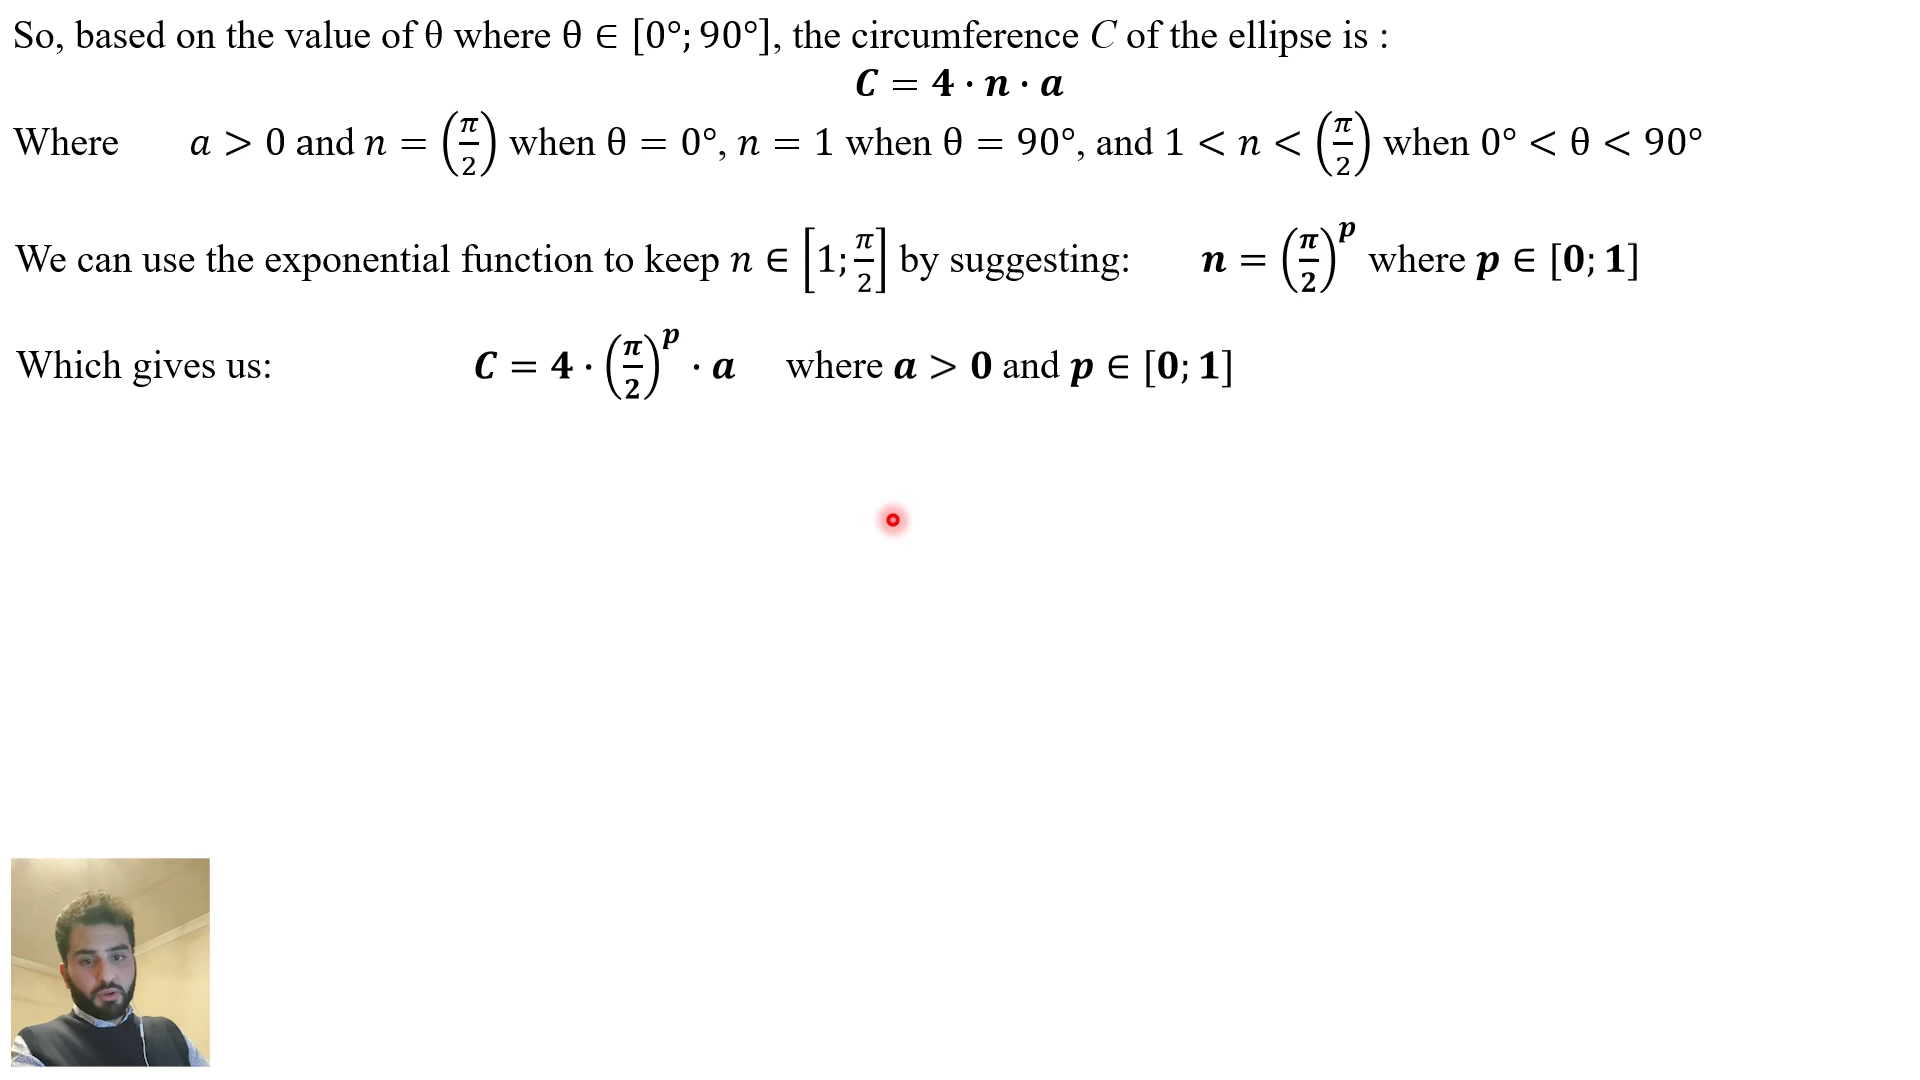 So, based on the value of θ where θ ∈ [0°; 90°], the circumference C of the ellipse is :
C = 4 · n · a
Where a > 0 and n = (π/2) when θ = 0°, n = 1 when θ = 90°, and 1 < n < (π/2) when 0° < θ < 90°
We can use the exponential function to keep n ∈ [1; π/2] by suggesting: n = (π/2)^p where p ∈ [0; 1]
Which gives us: C = 4 · (π/2)^p · a where a > 0 and p ∈ [0; 1]